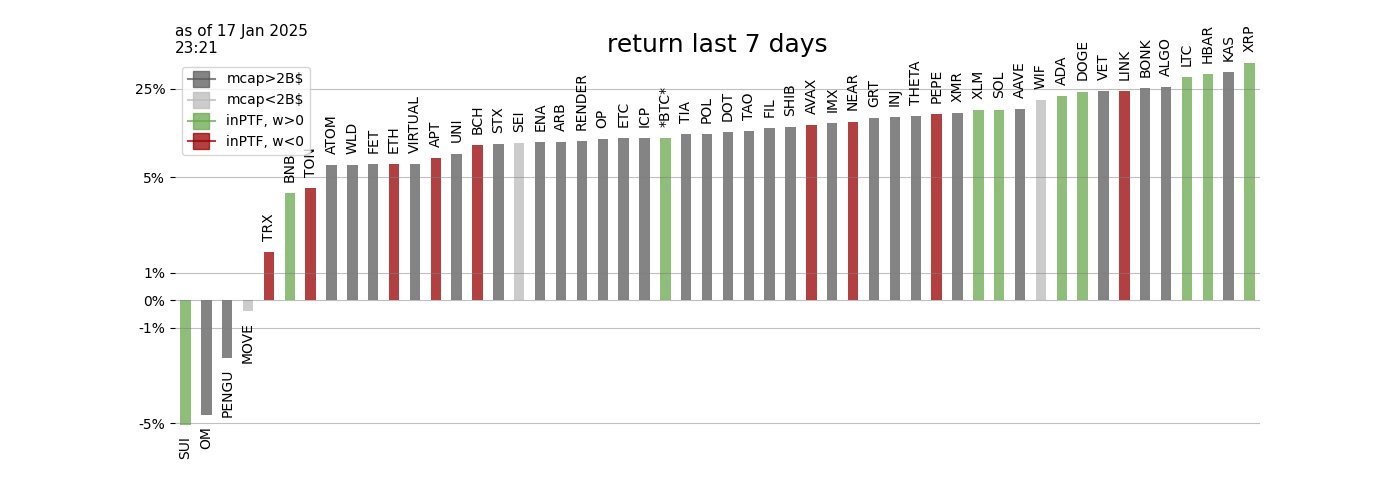 as of 17 Jan 2025
23:21
return last 7 days
mcap>2B$
mcap<2B$
inPTF, w>0
inPTF, w<0
25%
5%
1%
0%
-1%
-5%
SUI
OM
PENGU
MOVE
TRX
BNB
TON
ATOM
WLD
FET
ETH
VIRTUAL
APT
UNI
BCH
STX
SEI
ENA
ARB
RENDER
OP
ETC
ICP
*BTC*
TIA
POL
DOT
TAO
FIL
SHIB
AVAX
IMX
NEAR
GRT
INJ
THETA
PEPE
XMR
XLM
SOL
AAVE
WIF
ADA
DOGE
VET
LINK
BONK
ALGO
LTC
HBAR
KAS
XRP